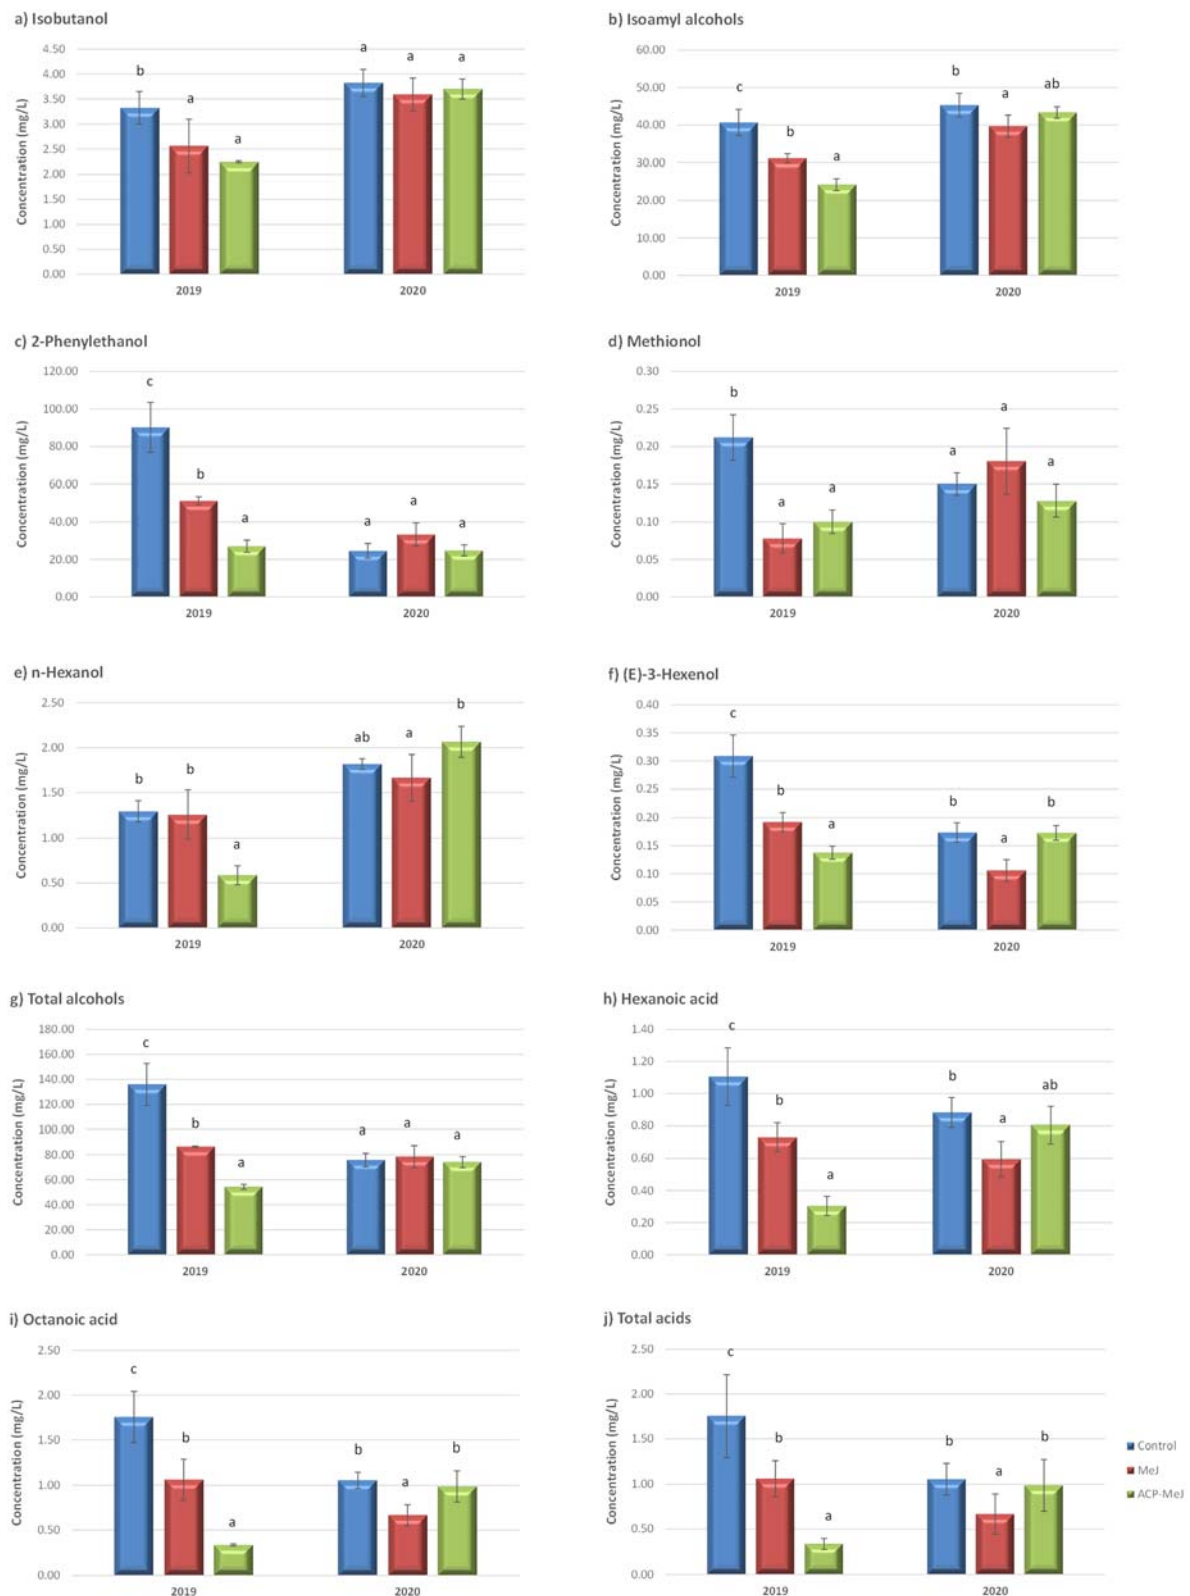 a) Isobutanol
Concentration (mg/L)
4.50
4.00
3.50
3.00
2.50
2.00
1.50
1.00
0.50
0.00
b
a
a
a
a
a
2019
2020
b) Isoamyl alcohols
Concentration (mg/L)
60.00
50.00
40.00
30.00
20.00
10.00
0.00
c
b
a
b
a
ab
2019
2020
c) 2-Phenylethanol
Concentration (mg/L)
120.00
100.00
80.00
60.00
40.00
20.00
0.00
c
b
a
a
a
a
2019
2020
d) Methionol
Concentration (mg/L)
0.30
0.25
0.20
0.15
0.10
0.05
0.00
b
a
a
a
a
a
2019
2020
e) n-Hexanol
Concentration (mg/L)
2.50
2.00
1.50
1.00
0.50
0.00
b
b
a
ab
a
b
2019
2020
f) (E)-3-Hexenol
Concentration (mg/L)
0.40
0.35
0.30
0.25
0.20
0.15
0.10
0.05
0.00
c
b
a
b
a
b
2019
2020
g) Total alcohols
Concentration (mg/L)
180.00
160.00
140.00
120.00
100.00
80.00
60.00
40.00
20.00
0.00
c
b
a
a
a
a
2019
2020
h) Hexanoic acid
Concentration (mg/L)
1.40
1.20
1.00
0.80
0.60
0.40
0.20
0.00
c
b
a
b
a
ab
2019
2020
i) Octanoic acid
Concentration (mg/L)
2.50
2.00
1.50
1.00
0.50
0.00
c
b
a
b
a
b
2019
2020
j) Total acids
Concentration (mg/L)
2.50
2.00
1.50
1.00
0.50
0.00
c
b
a
b
a
b
2019
2020
Control
MeJ
ACP-MeJ